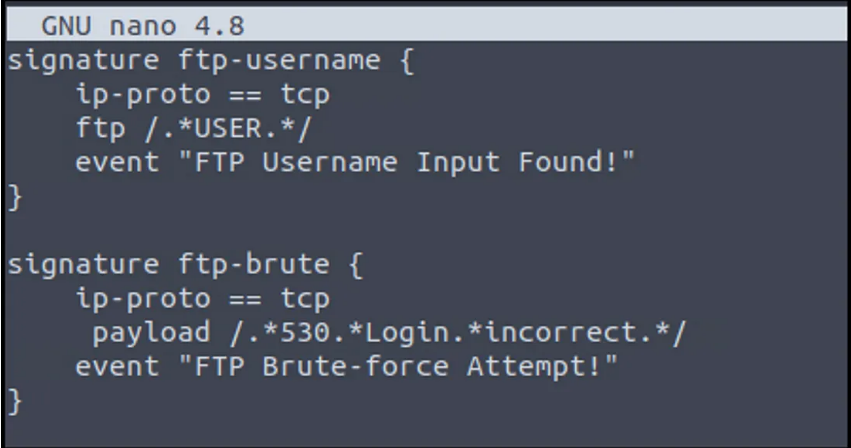 GNU nano 4.8
signature ftp-username {
    ip-proto == tcp
    ftp /.*USER.*/
    event "FTP Username Input Found!"
}

signature ftp-brute {
    ip-proto == tcp
     payload /.*530.*Login.*incorrect.*/
    event "FTP Brute-force Attempt!"
}